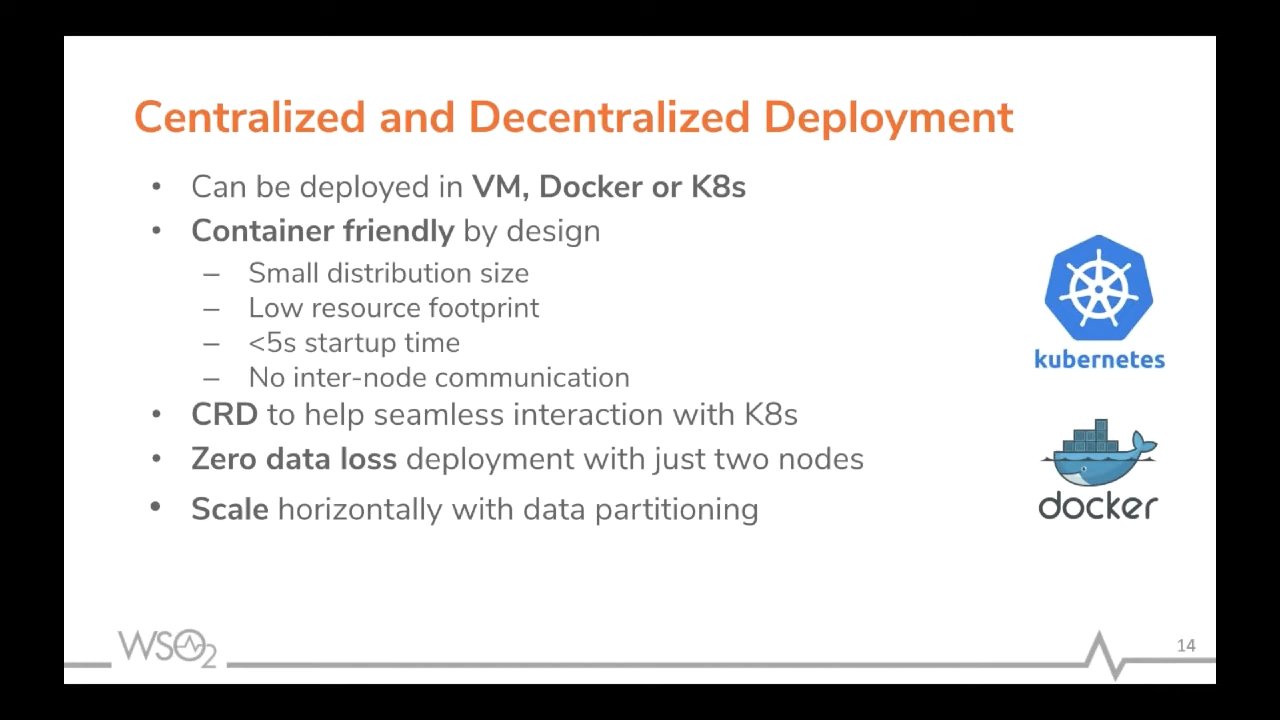 Centralized and Decentralized Deployment
• Can be deployed in VM, Docker or K8s
• Container friendly by design
– Small distribution size
– Low resource footprint
– <5s startup time
– No inter-node communication
• CRD to help seamless interaction with K8s
• Zero data loss deployment with just two nodes
• Scale horizontally with data partitioning
kubernetes
docker
WSO2
14